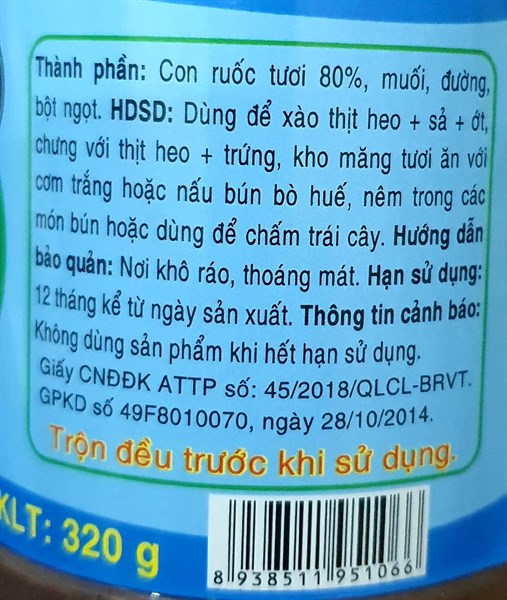 Thành phần: Con ruốc tươi 80%, muối, đường,
bột ngọt. HDSD: Dùng để xào thịt heo + sả + ớt,
chưng với thịt heo + trứng, kho măng tươi ăn với
cơm trắng hoặc nấu bún bò huế, nêm trong các
món bún hoặc dùng để chấm trái cây. Hướng dẫn
bảo quản: Nơi khô ráo, thoáng mát. Hạn sử dụng:
12 tháng kể từ ngày sản xuất. Thông tin cảnh báo:
Không dùng sản phẩm khi hết hạn sử dụng.
Giấy CNĐĐK ATTP số: 45/2018/QLCL-BRVT.
GPKD số 49F8010070, ngày 28/10/2014.
Trộn đều trước khi sử dụng.
KLT: 320 g
8 938511 951066